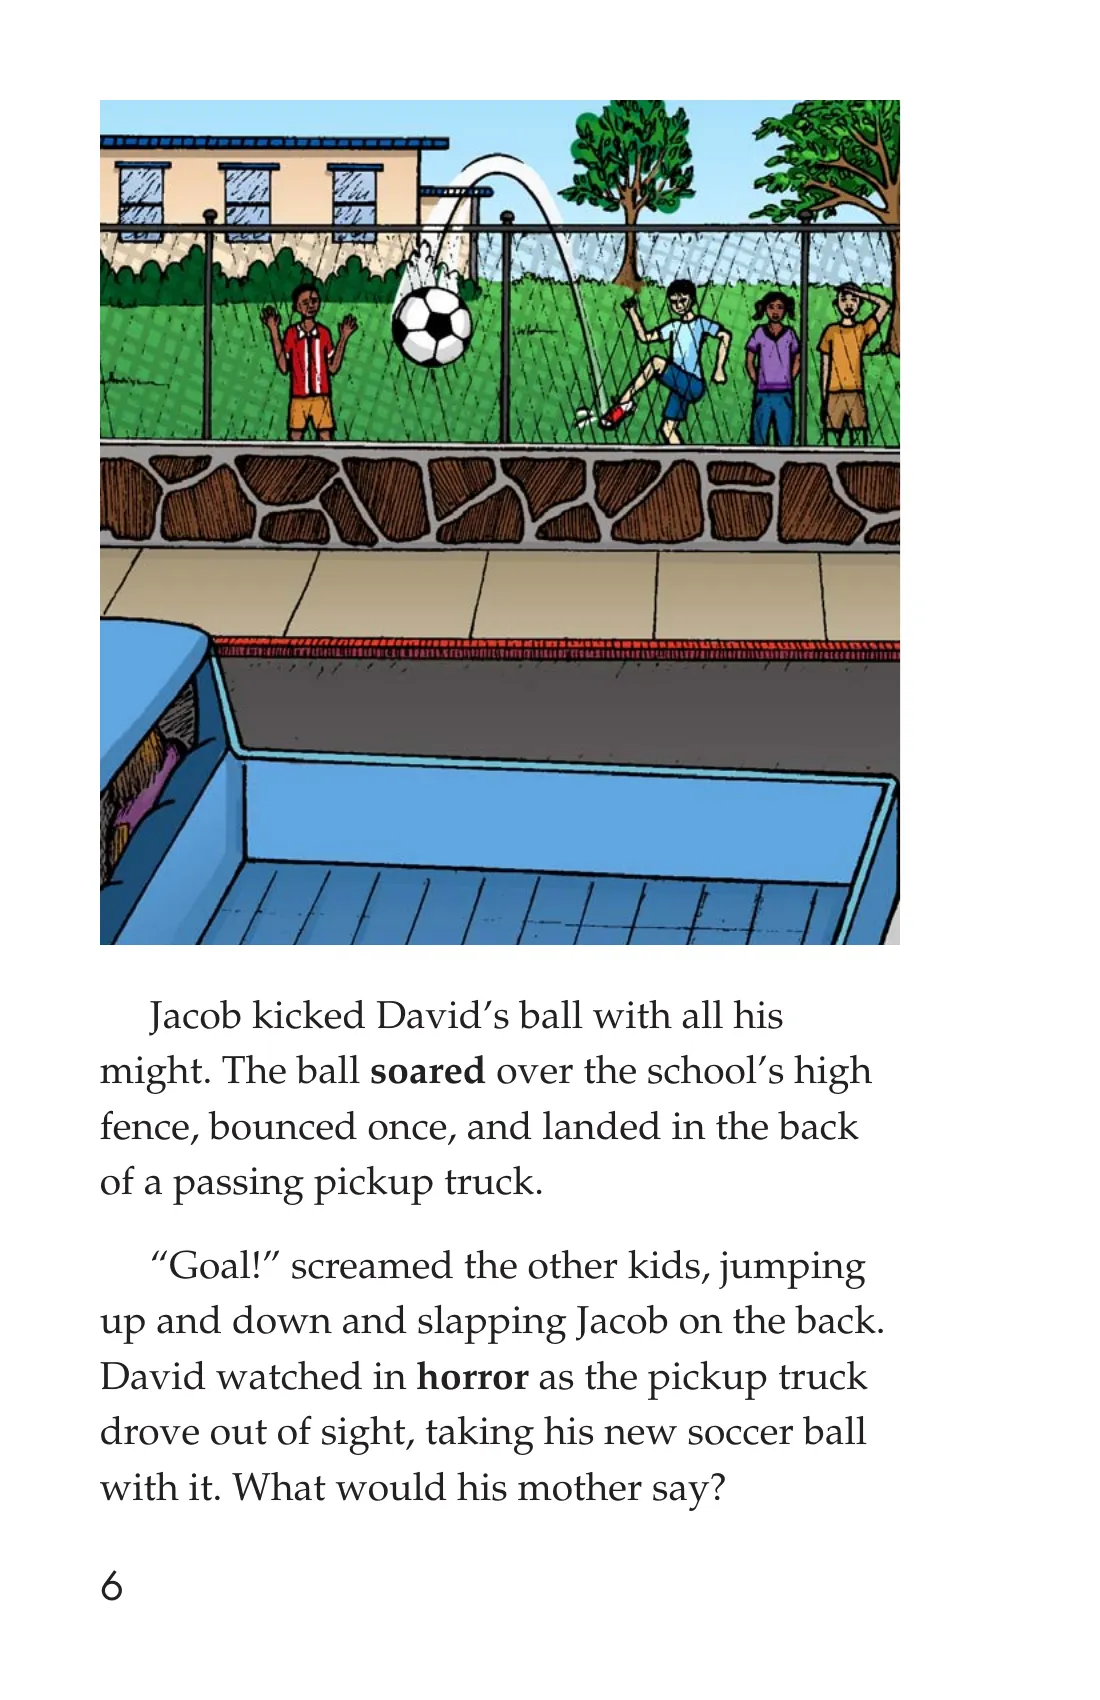 Jacob kicked David’s ball with all his
might. The ball soared over the school’s high
fence, bounced once, and landed in the back
of a passing pickup truck.
“Goal!” screamed the other kids, jumping
up and down and slapping Jacob on the back.
David watched in horror as the pickup truck
drove out of sight, taking his new soccer ball
with it. What would his mother say?
6